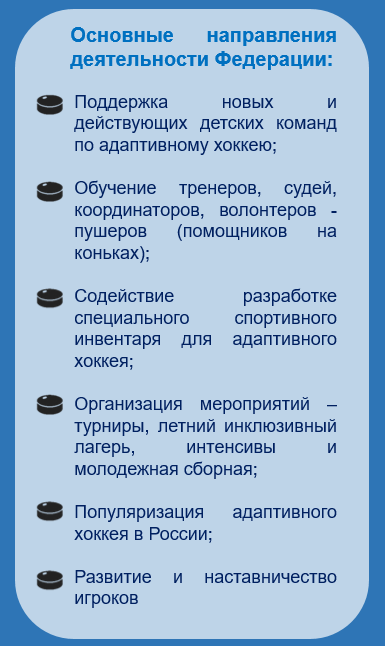 Основные направления
деятельности Федерации:
Поддержка новых и
действующих детских команд
по адаптивному хоккею;
Обучение тренеров, судей,
координаторов, волонтеров -
пушеров (помощников на
коньках);
Содействие разработке
специального спортивного
инвентаря для адаптивного
хоккея;
Организация мероприятий –
турниры, летний инклюзивный
лагерь, интенсивы и
молодежная сборная;
Популяризация адаптивного
хоккея в России;
Развитие и наставничество
игроков